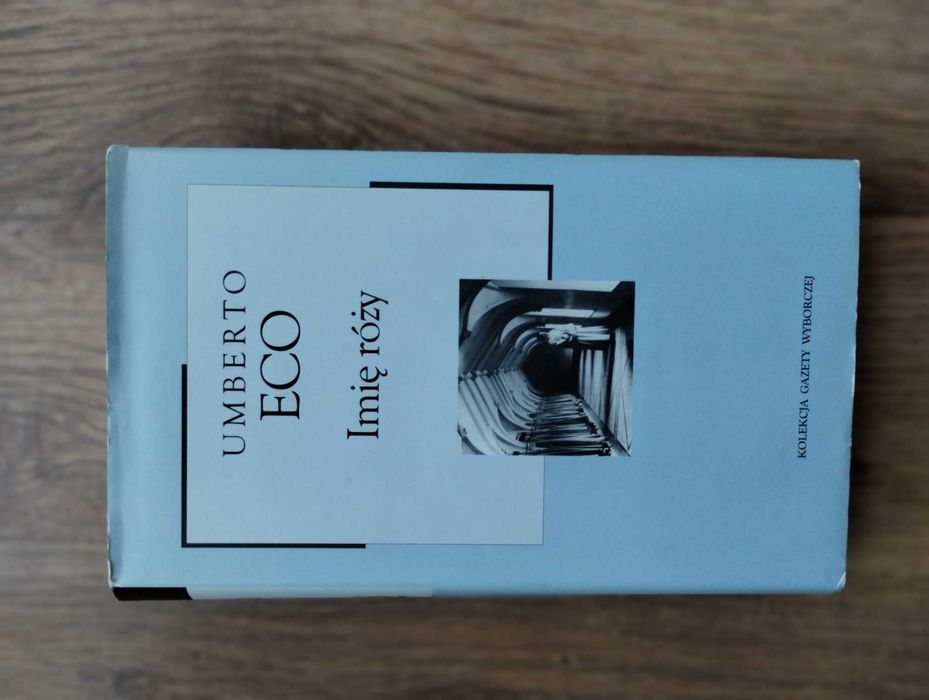 UMBERTO
ECO
Imię róży
KOLEKCJA GAZETY WYBORCZEJ